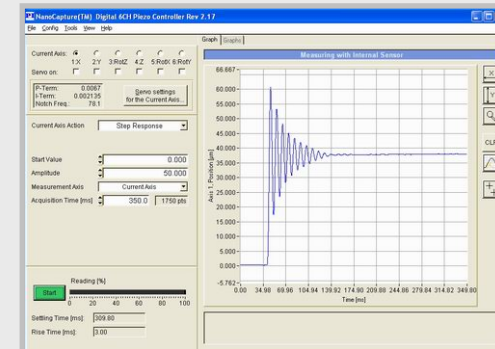 NanoCapture(TM) Digital 6CH Piezo Controller Rev 2.17
File Config Tools View Help
Graph Graphs
Current Axis:
1:X 2:Y 3:RotZ 4:Z 5:RotX 6:RotY
Servo on:
P-Term: 0.0067
I-Term: 0.002135
Notch Freq.: 78.1
Servo settings
for the Current Axis...
Current Axis Action Step Response
Start Value 0.000
Amplitude 50.000
Measurement Axis Current Axis
Acquisition Time [ms] 350.0 1750 pts
Reading [%]
Start
0 20 40 60 80 100
Settling Time [ms]: 309.80
Rise Time [ms]: 3.00
Measuring with Internal Sensor
66.667
60.000
55.000
50.000
45.000
40.000
35.000
30.000
25.000
20.000
15.000
10.000
5.000
0.000
-5.762
Axis 1, Position [µm]
0.00 34.98 69.96 104.94 139.92 174.90 209.88 244.86 279.84 314.82 349.80
Time [ms]
X
Y
CLR